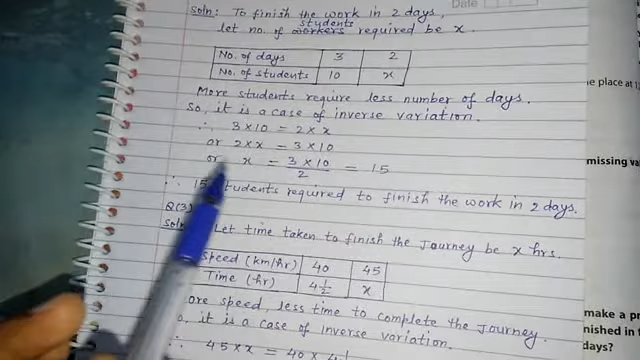 Date
Soln: To finish the work in 2 days,
students
let no. of workers required be x.
No. of days 3 2
No. of students 10 x
More students require less number of days.
So, it is a case of inverse variation.
∴ 3 × 10 = 2 × x
or 2 × x = 3 × 10
or x = 3 × 10 / 2 = 15
∴ 15 students required to finish the work in 2 days.
Q(3)
Soln Let time taken to finish the journey be x hrs.
Speed (km/hr) 40 45
Time (hr) 4 1/2 x
ore speed, less time to complete the journey.
o, it is a case of inverse variation.
∴ 45 × x = 40 × 4
e place at
missing va
make a pr
nished in
days?